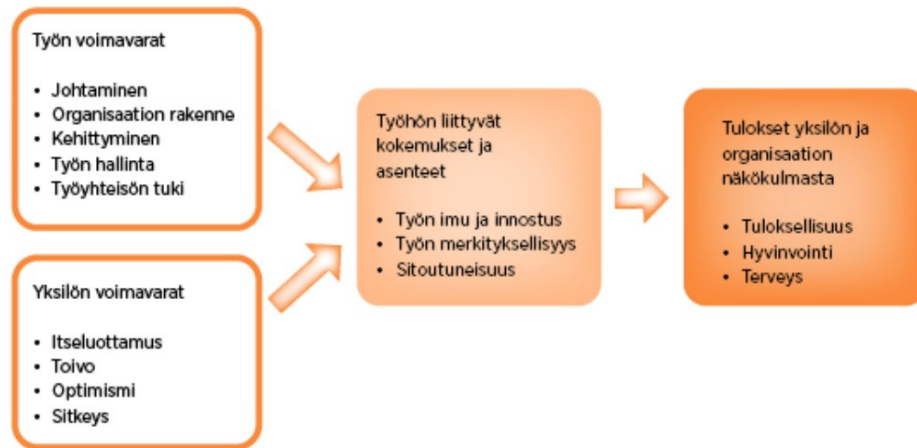 Työn voimavarat
• Johtaminen
• Organisaation rakenne
• Kehittyminen
• Työn hallinta
• Työyhteisön tuki
Yksilön voimavarat
• Itseluottamus
• Toivo
• Optimismi
• Sitkeys
Työhön liittyvät
kokemukset ja
asenteet
• Työn imu ja innostus
• Työn merkityksellisyys
• Sitoutuneisuus
Tulokset yksilön ja
organisaation
näkökulmasta
• Tuloksellisuus
• Hyvinvointi
• Terveys